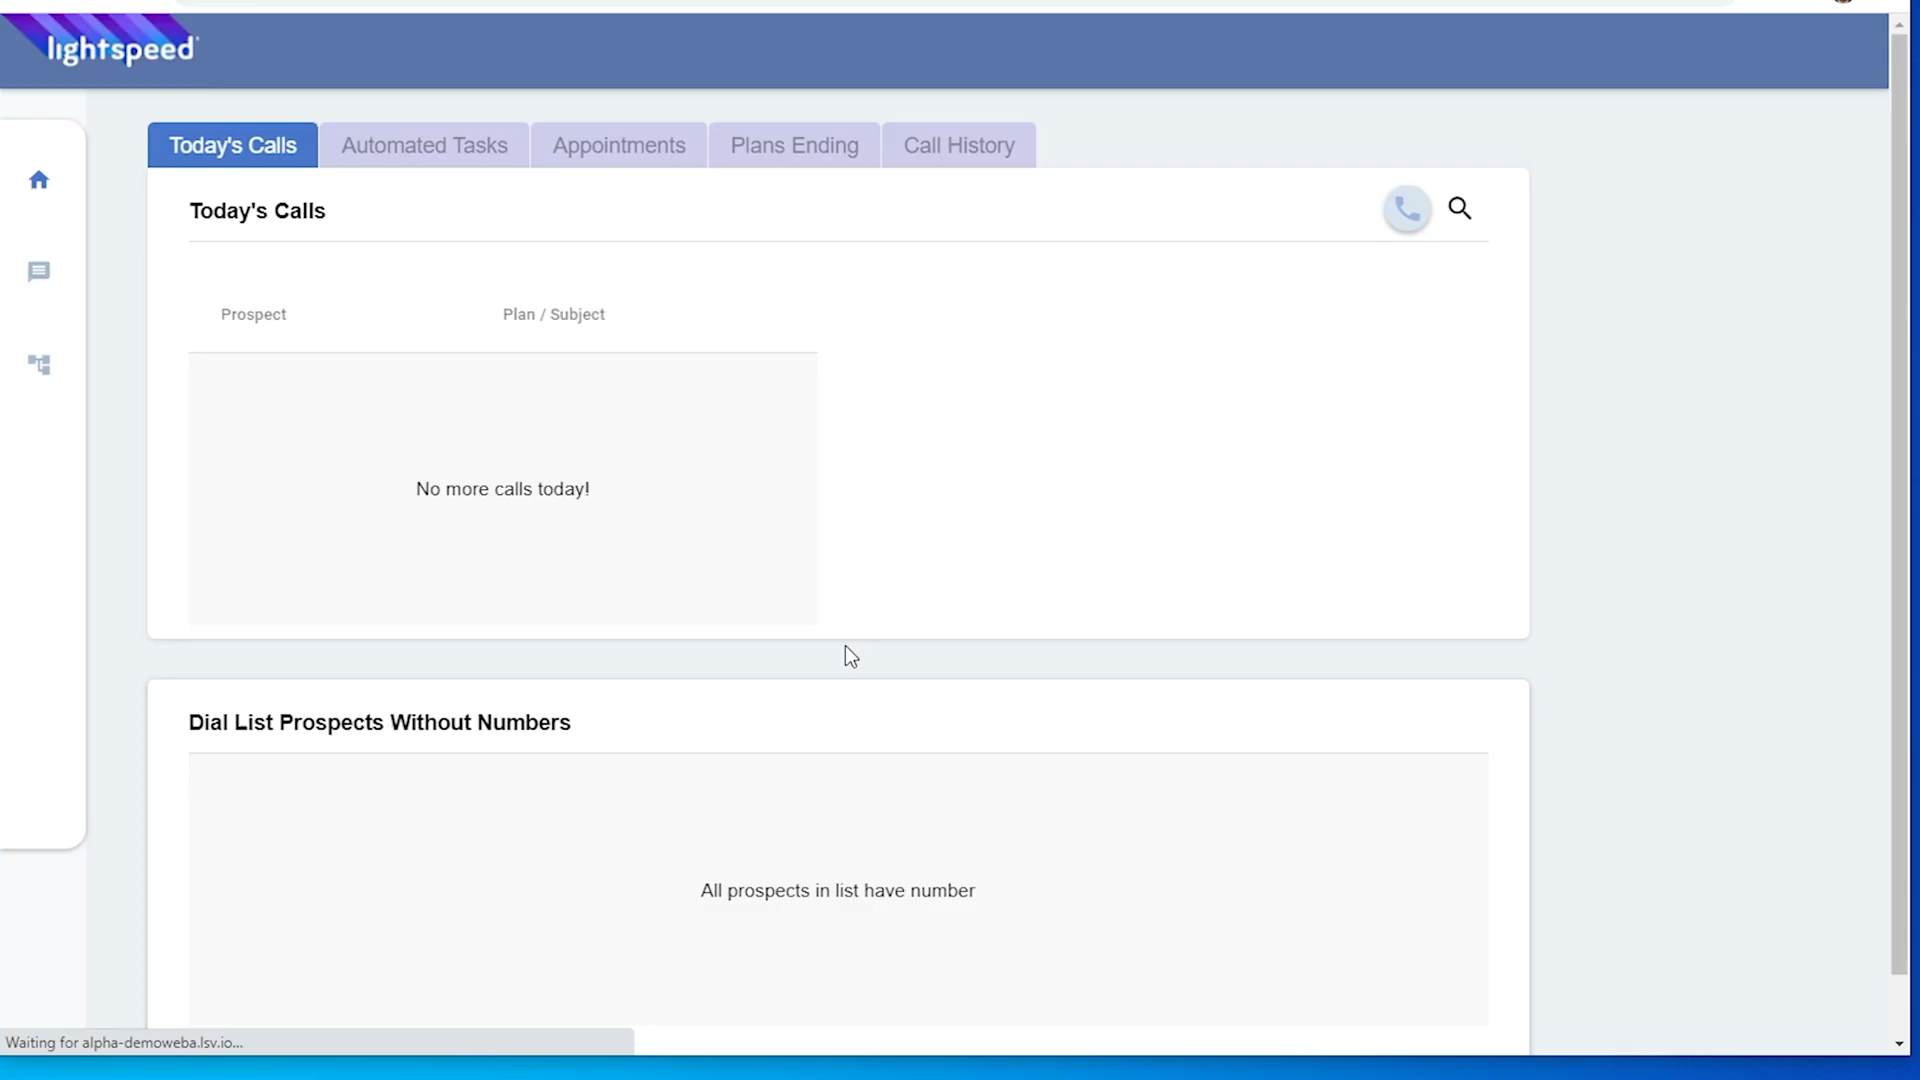 lightspeed
Today's Calls
Automated Tasks
Appointments
Plans Ending
Call History
Today's Calls
Prospect
Plan / Subject
No more calls today!
Dial List Prospects Without Numbers
All prospects in list have number
Waiting for alpha-demoweba.lsv.io...